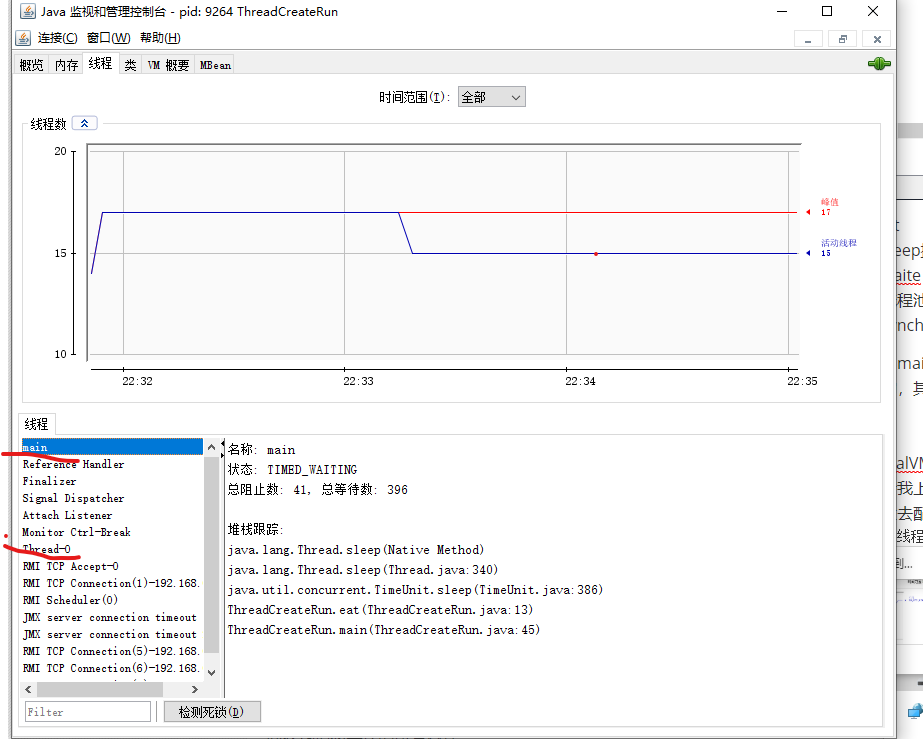 Java 监视和管理控制台 - pid: 9264 ThreadCreateRun
连接(C) 窗口(W) 帮助(H)
概览 内存 线程 类 VM 概要 MBean
时间范围(T): 全部
线程数
20
15
10
峰值
17
活动线程
15
22:32 22:33 22:34 22:35
线程
main
Reference Handler
Finalizer
Signal Dispatcher
Attach Listener
Monitor Ctrl-Break
Thread-0
RMI TCP Accept-0
RMI TCP Connection(1)-192.168.
RMI Scheduler(0)
JMX server connection timeout
JMX server connection timeout
RMI TCP Connection(5)-192.168.
RMI TCP Connection(6)-192.168.
Filter
检测死锁(D)
名称: main
状态: TIMED_WAITING
总阻止数: 41, 总等待数: 396
堆栈跟踪:
java.lang.Thread.sleep(Native Method)
java.lang.Thread.sleep(Thread.java:340)
java.util.concurrent.TimeUnit.sleep(TimeUnit.java:386)
ThreadCreateRun.eat(ThreadCreateRun.java:13)
ThreadCreateRun.main(ThreadCreateRun.java:45)
程池
，其
我上
去配
线程